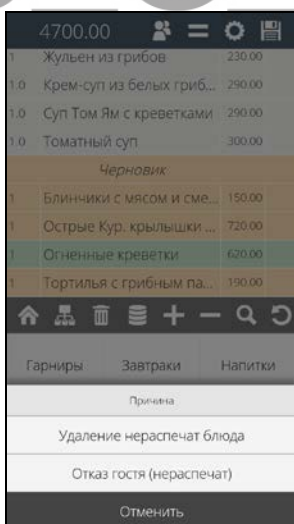 4700.00
1 Жульен из грибов 230.00
1.0 Крем-суп из белых гриб... 290.00
1.0 Суп Том Ям с креветками 290.00
1.0 Томатный суп 300.00
Черновик
1 Блинчики с мясом и сме... 150.00
1 Острые Кур. крылышки ... 720.00
1 Огненные креветки 620.00
1 Тортилья с грибным па... 190.00
Гарниры Завтраки Напитки
Причина
Удаление нераспечат блюда
Отказ гостя (нераспечат)
Отменить